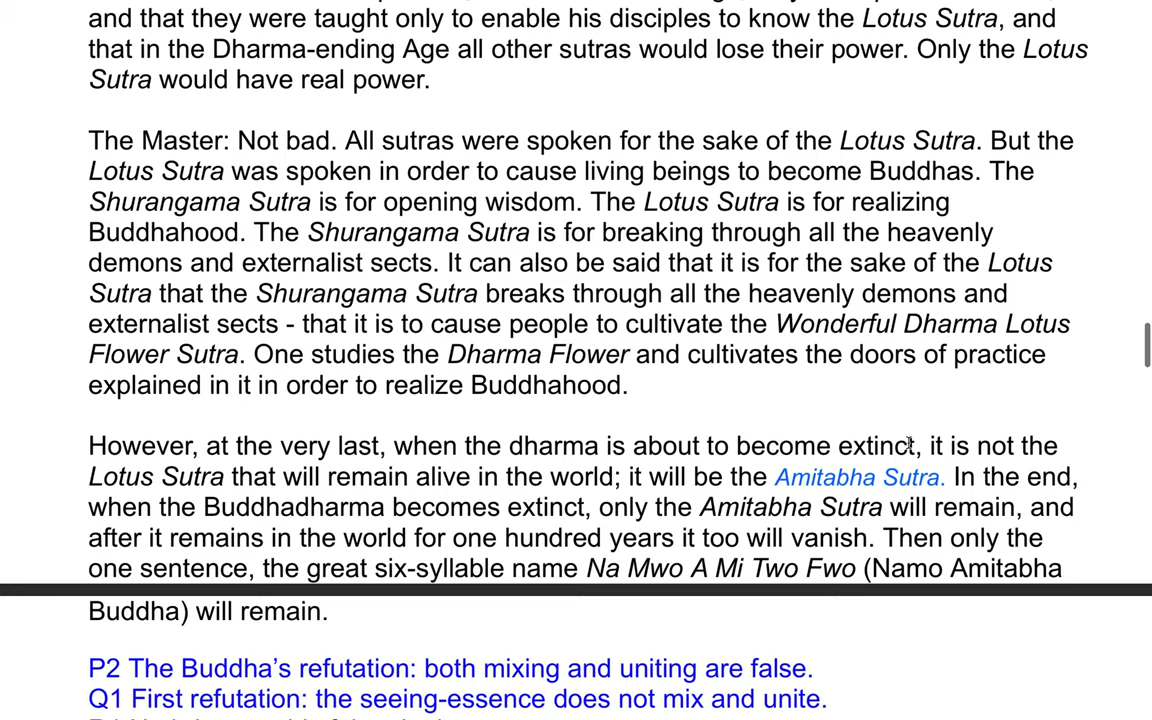 and that they were taught only to enable his disciples to know the Lotus Sutra, and
that in the Dharma-ending Age all other sutras would lose their power. Only the Lotus
Sutra would have real power.
The Master: Not bad. All sutras were spoken for the sake of the Lotus Sutra. But the
Lotus Sutra was spoken in order to cause living beings to become Buddhas. The
Shurangama Sutra is for opening wisdom. The Lotus Sutra is for realizing
Buddhahood. The Shurangama Sutra is for breaking through all the heavenly
demons and externalist sects. It can also be said that it is for the sake of the Lotus
Sutra that the Shurangama Sutra breaks through all the heavenly demons and
externalist sects - that it is to cause people to cultivate the Wonderful Dharma Lotus
Flower Sutra. One studies the Dharma Flower and cultivates the doors of practice
explained in it in order to realize Buddhahood.
However, at the very last, when the dharma is about to become extinct, it is not the
Lotus Sutra that will remain alive in the world; it will be the Amitabha Sutra. In the end,
when the Buddhadharma becomes extinct, only the Amitabha Sutra will remain, and
after it remains in the world for one hundred years it too will vanish. Then only the
one sentence, the great six-syllable name Na Mwo A Mi Two Fwo (Namo Amitabha
Buddha) will remain.
P2 The Buddha's refutation: both mixing and uniting are false.
Q1 First refutation: the seeing-essence does not mix and unite.